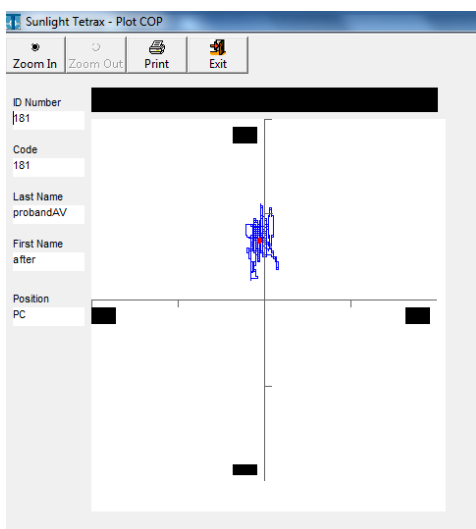 Sunlight Tetrax - Plot COP
Zoom In Zoom Out Print Exit
ID Number
181
Code
181
Last Name
probandAV
First Name
after
Position
PC